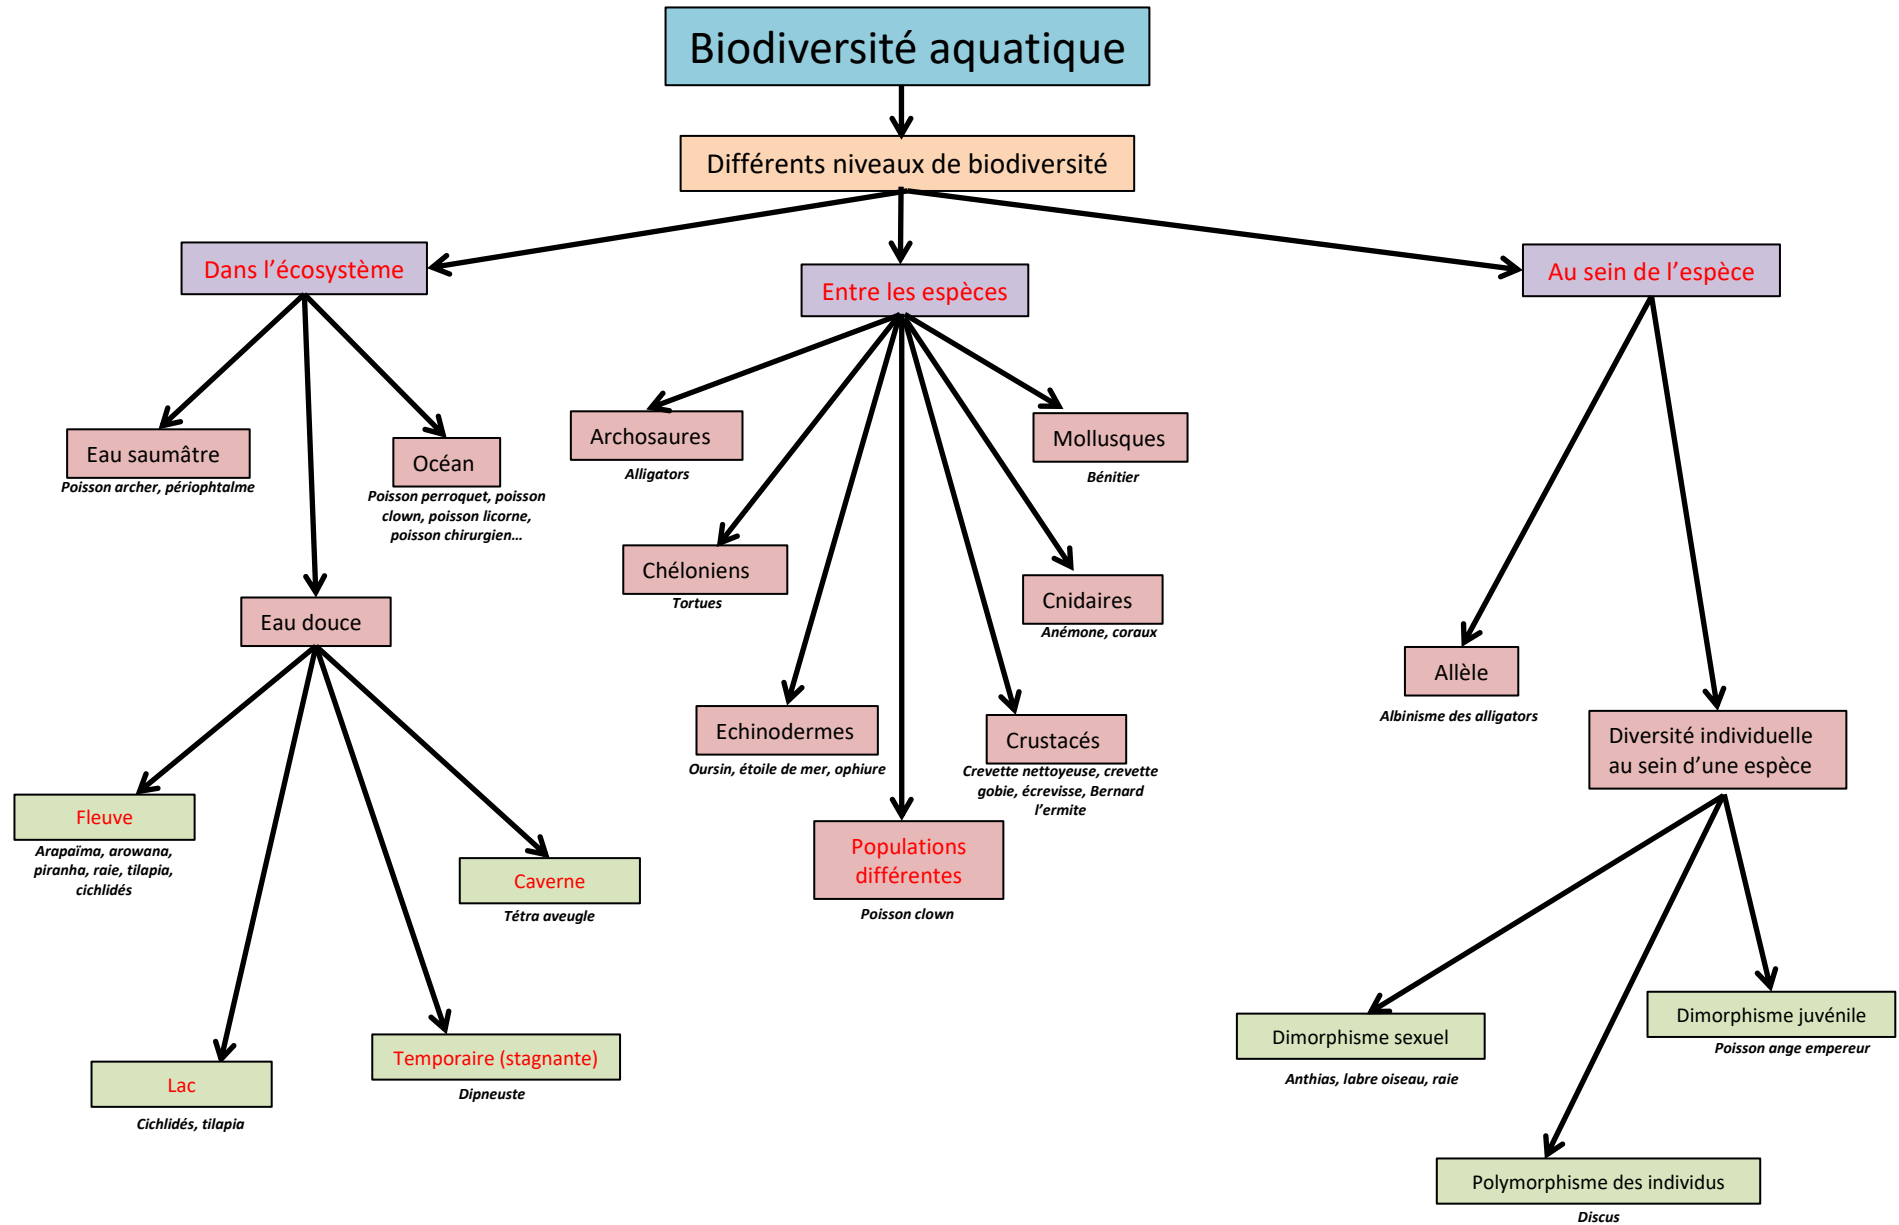 Biodiversité aquatique
Différents niveaux de biodiversité
Dans l’écosystème
Entre les espèces
Au sein de l’espèce
Eau saumâtre
Poisson archer, périophtalme
Océan
Poisson perroquet, poisson
clown, poisson licorne,
poisson chirurgien…
Eau douce
Fleuve
Arapaïma, arowana,
piranha, raie, tilapia,
cichlidés
Caverne
Tétra aveugle
Lac
Cichlidés, tilapia
Temporaire (stagnante)
Dipneuste
Archosaures
Alligators
Mollusques
Bénitier
Chéloniens
Tortues
Cnidaires
Anémone, coraux
Echinodermes
Oursin, étoile de mer, ophiure
Crustacés
Crevette nettoyeuse, crevette
gobie, écrevisse, Bernard
l’ermite
Populations
différentes
Poisson clown
Allèle
Albinisme des alligators
Diversité individuelle
au sein d’une espèce
Dimorphisme sexuel
Anthias, labre oiseau, raie
Dimorphisme juvénile
Poisson ange empereur
Polymorphisme des individus
Discus